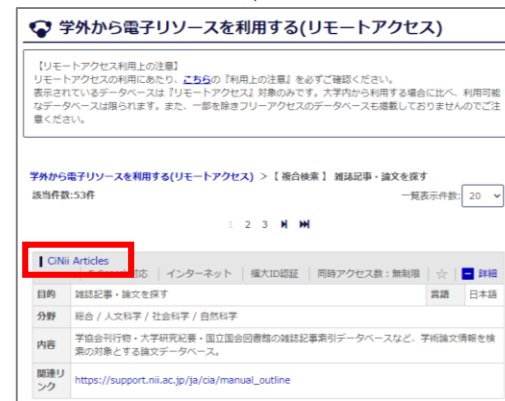 学外から電子リソースを利用する(リモートアクセス)
【リモートアクセス利用上の注意】
リモートアクセスの利用にあたり、こちらの『利用上の注意』を必ずご確認ください。
表示されているデータベースは『リモートアクセス』対象のみです。大学内から利用する場合に比べ、利用可能
なデータベースは限られます。また、一部を除きフリーアクセスのデータベースも掲載しておりませんのでご注
意ください。
学外から電子リソースを利用する(リモートアクセス) > 【 複合検索 】 雑誌記事・論文を探す
該当件数:53件 一覧表示件数: 20
1 2 3
CiNii Articles
対応 | インターネット | 福大ID認証 | 同時アクセス数:無制限 | ☆ | 詳細
目的 雑誌記事・論文を探す 言語 日本語
分野 総合 / 人文科学 / 社会科学 / 自然科学
内容 学協会刊行物・大学研究紀要・国立国会図書館の雑誌記事索引データベースなど、学術論文情報を検
索の対象とする論文データベース。
関連リ
ンク https://support.nii.ac.jp/ja/cia/manual_outline